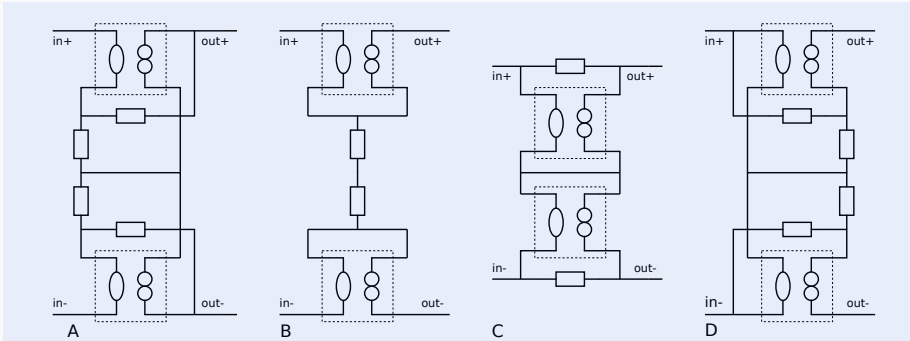 in+
out+
in-
out-
A
in+
out+
in-
out-
B
in+
out+
in-
out-
C
in+
out+
in-
out-
D